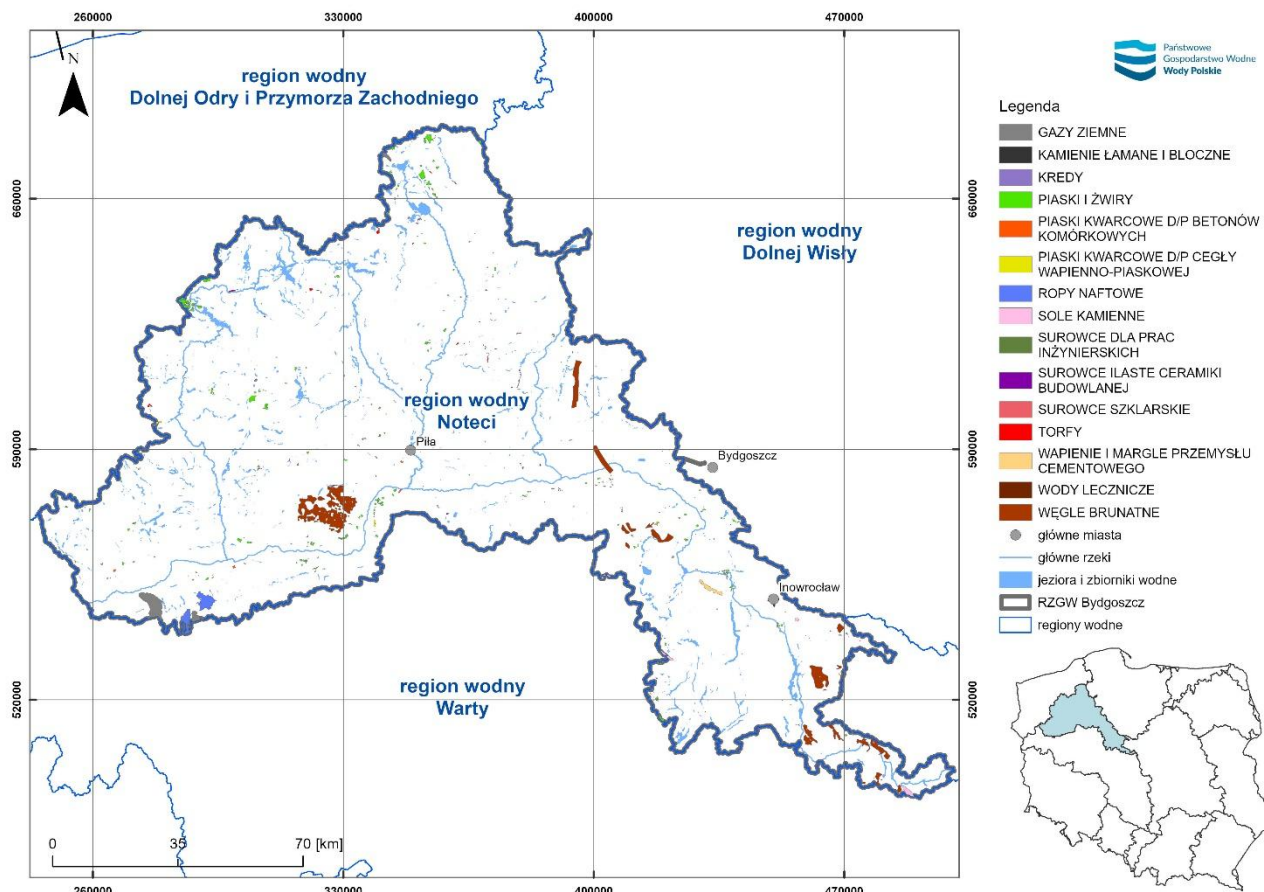 260000 330000 400000 470000
N
region wodny
Dolnej Odry i Przymorza Zachodniego
660000 660000
region wodny
Dolnej Wisły
region wodny
Noteci
Piła
590000 590000
Bydgoszcz
Inowrocław
region wodny
Warty
520000 520000
0 35 70 [km]
260000 330000 400000 470000
Państwowe
Gospodarstwo Wodne
Wody Polskie
Legenda
GAZY ZIEMNE
KAMIENIE ŁAMANE I BLOCZNE
KREDY
PIASKI I ŻWIRY
PIASKI KWARCOWE D/P BETONÓW
KOMÓRKOWYCH
PIASKI KWARCOWE D/P CEGŁY
WAPIENNO-PIASKOWEJ
ROPY NAFTOWE
SOLE KAMIENNE
SUROWCE DLA PRAC
INŻYNIERSKICH
SUROWCE ILASTE CERAMIKI
BUDOWLANEJ
SUROWCE SZKLARSKIE
TORFY
WAPIENIE I MARGLE PRZEMYSŁU
CEMENTOWEGO
WODY LECZNICZE
WĘGLE BRUNATNE
główne miasta
główne rzeki
jeziora i zbiorniki wodne
RZGW Bydgoszcz
regiony wodne